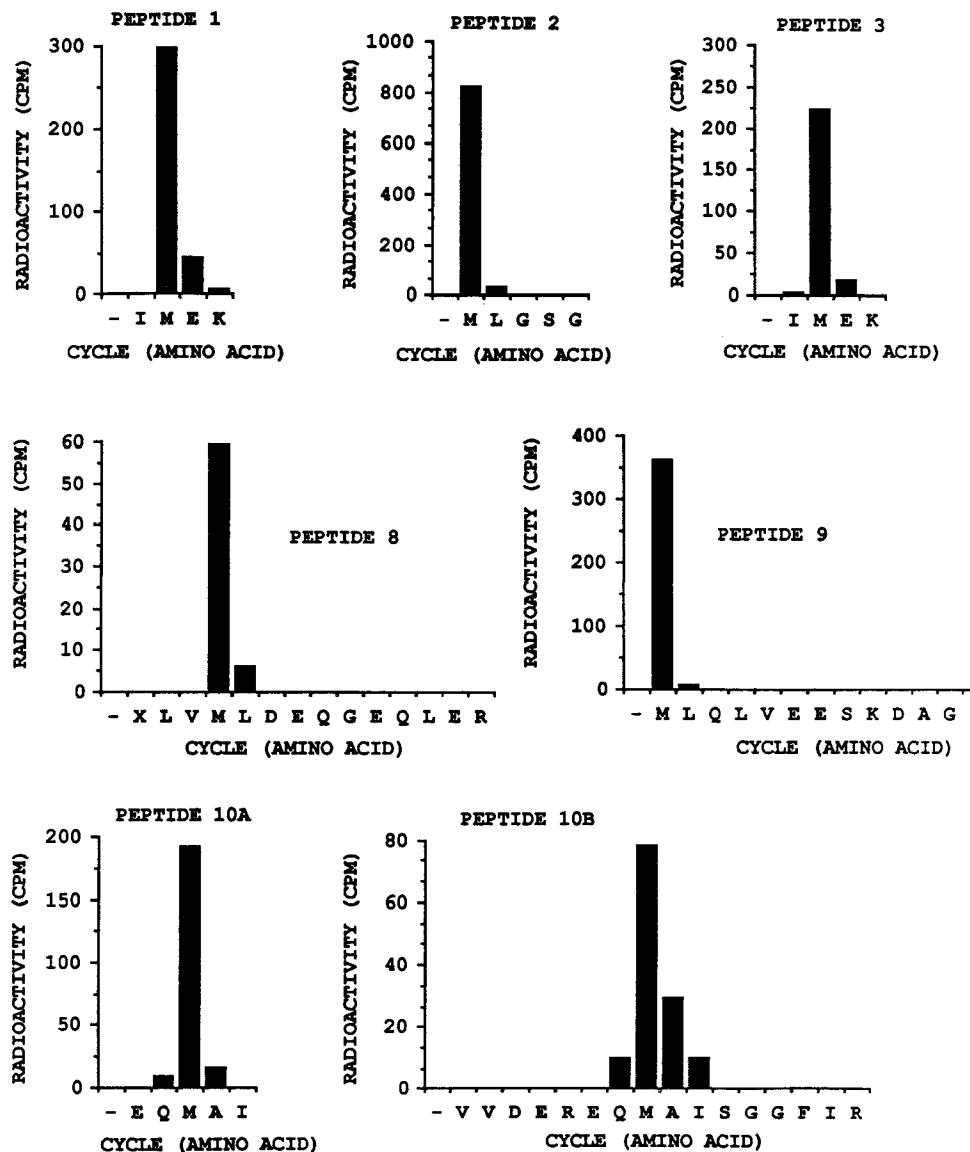 PEPTIDE 1
RADIOACTIVITY (CPM)
300
200
100
0
- I M E K
CYCLE (AMINO ACID)
PEPTIDE 2
RADIOACTIVITY (CPM)
1000
800
600
400
200
0
- M L G S G
CYCLE (AMINO ACID)
PEPTIDE 3
RADIOACTIVITY (CPM)
300
250
200
150
100
50
0
- I M E K
CYCLE (AMINO ACID)
PEPTIDE 8
RADIOACTIVITY (CPM)
60
50
40
30
20
10
0
- X L V M L D E Q G E Q L E R
CYCLE (AMINO ACID)
PEPTIDE 9
RADIOACTIVITY (CPM)
400
300
200
100
0
- M L Q L V E E S K D A G
CYCLE (AMINO ACID)
PEPTIDE 10A
RADIOACTIVITY (CPM)
200
150
100
50
0
- E Q M A I
CYCLE (AMINO ACID)
PEPTIDE 10B
RADIOACTIVITY (CPM)
80
60
40
20
0
- V V D E R E Q M A I S G G F I R
CYCLE (AMINO ACID)